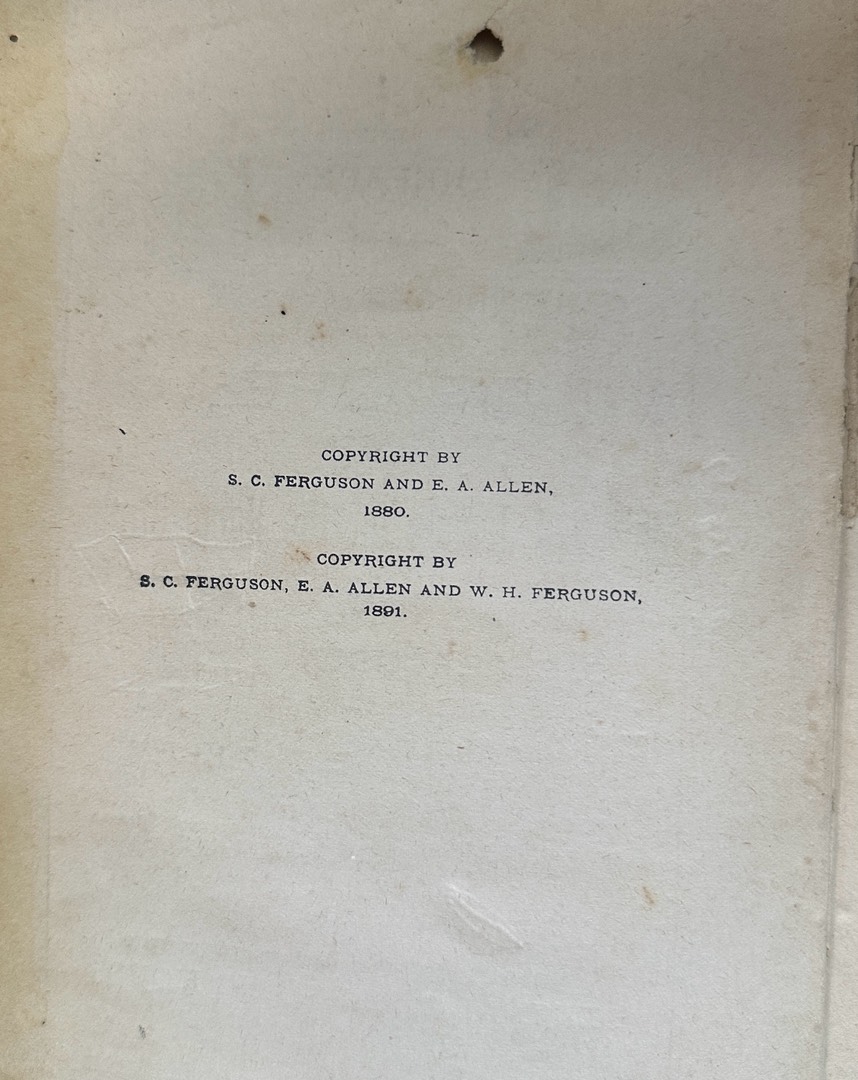 COPYRIGHT BY
S. C. FERGUSON AND E. A. ALLEN,
1880.
COPYRIGHT BY
S. C. FERGUSON, E. A. ALLEN AND W. H. FERGUSON,
1891.